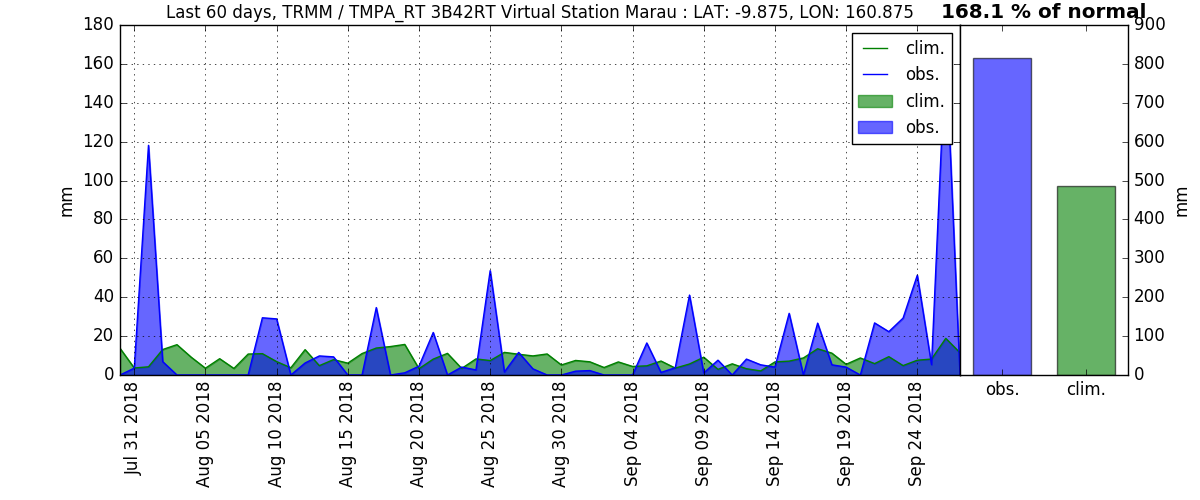 Last 60 days, TRMM / TMPA_RT 3B42RT Virtual Station Marau : LAT: -9.875, LON: 160.875
168.1 % of normal
180
160
140
120
100
80
60
40
20
0
mm
clim.
obs.
clim.
obs.
900
800
700
600
500
400
300
200
100
0
mm
Jul 31 2018
Aug 05 2018
Aug 10 2018
Aug 15 2018
Aug 20 2018
Aug 25 2018
Aug 30 2018
Sep 04 2018
Sep 09 2018
Sep 14 2018
Sep 19 2018
Sep 24 2018
obs.
clim.